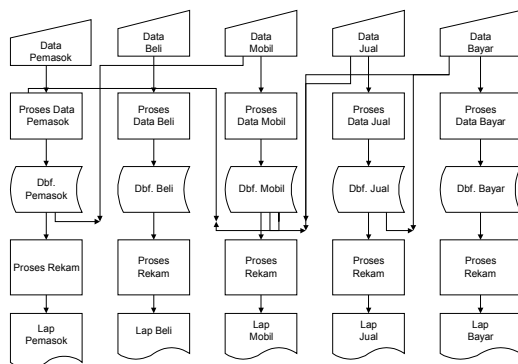 Data
Pemasok
Data
Beli
Data
Mobil
Data
Jual
Data
Bayar
Proses Data
Pemasok
Proses
Data Beli
Proses
Data Mobil
Proses
Data Jual
Proses
Data Bayar
Dbf.
Pemasok
Dbf. Beli
Dbf. Mobil
Dbf. Jual
Dbf. Bayar
Proses Rekam
Proses
Rekam
Proses
Rekam
Proses
Rekam
Proses
Rekam
Lap
Pemasok
Lap Beli
Lap
Mobil
Lap
Jual
Lap
Bayar